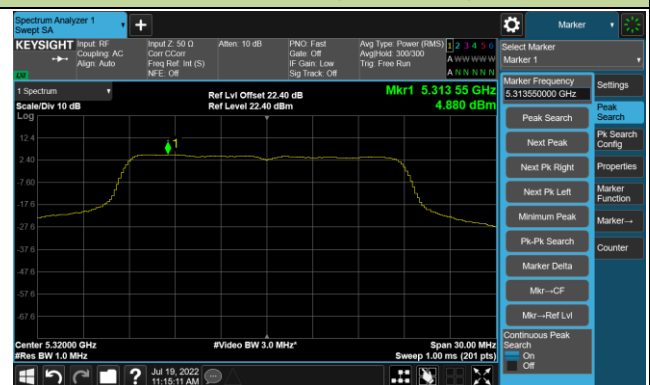 Spectrum Analyzer 1
Swept SA
+
Marker
KEYSIGHT
Input: RF
Coupling: AC
Align: Auto
Input Z: 50 Ω
Corr CCorr
Freq Ref: Int (S)
NFE: Off
Atten: 10 dB
PNO: Fast
Gate: Off
IF Gain: Low
Sig Track: Off
Avg Type: Power (RMS)
Avg|Hold: 300/300
Trig: Free Run
1 2 3 4 5 6
A W W W W W
A N N N N N
LXI
Select Marker
Marker 1
1 Spectrum
Scale/Div 10 dB
Log
Ref Lvl Offset 22.40 dB
Ref Level 22.40 dBm
Mkr1 5.313 55 GHz
4.880 dBm
12.4
2.40
-7.60
-17.6
-27.6
-37.6
-47.6
-57.6
-67.6
1
Center 5.32000 GHz
#Res BW 1.0 MHz
#Video BW 3.0 MHz*
Span 30.00 MHz
Sweep 1.00 ms (201 pts)
Marker Frequency
5.313550000 GHz
Peak Search
Next Peak
Next Pk Right
Next Pk Left
Minimum Peak
Pk-Pk Search
Marker Delta
Mkr→CF
Mkr→Ref Lvl
Continuous Peak
Search
On
Off
Settings
Peak
Search
Pk Search
Config
Properties
Marker
Function
Marker→
Counter
?
Jul 19, 2022
11:15:11 AM